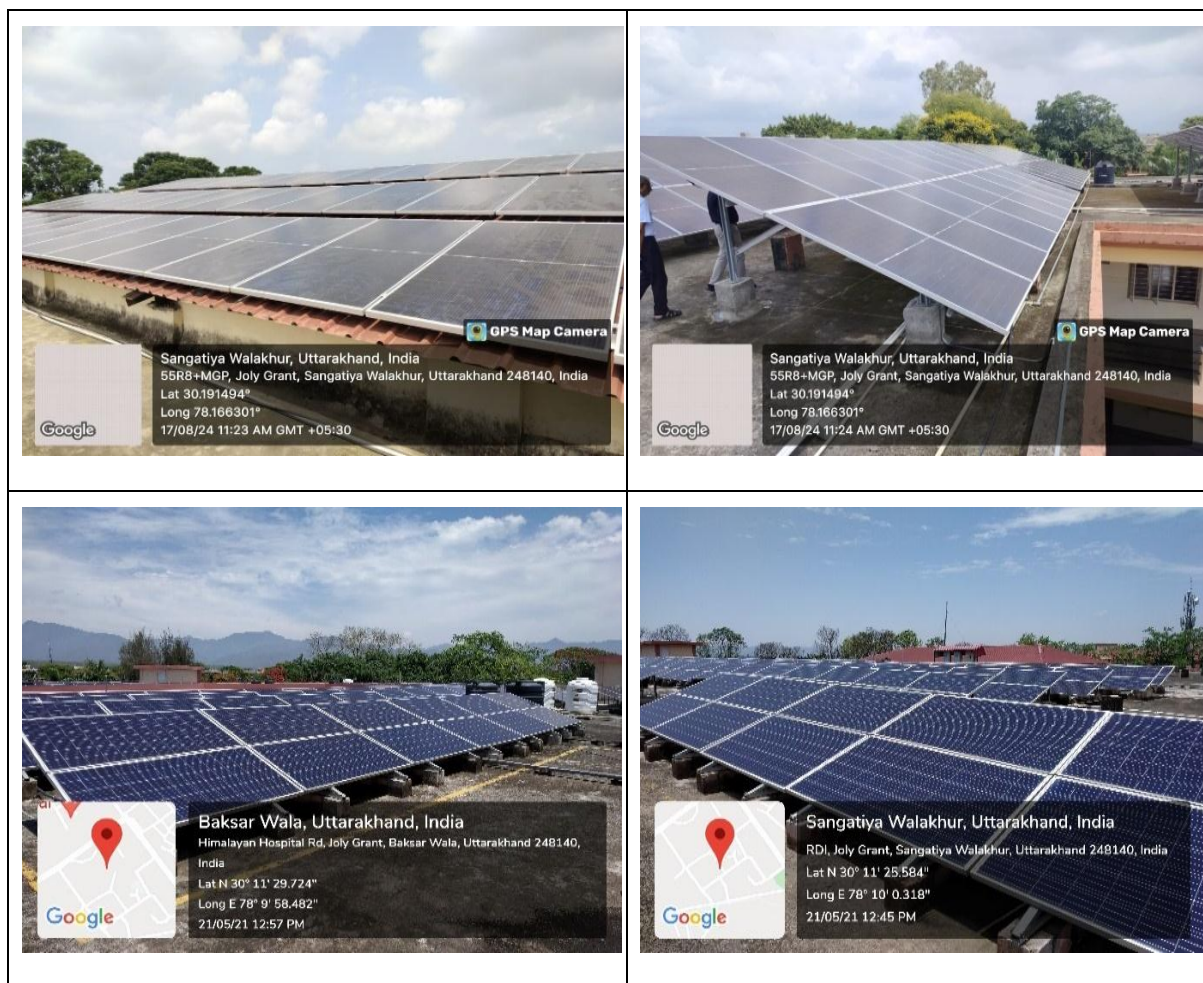 GPS Map Camera
Sangatiya Walakhur, Uttarakhand, India
55R8+MGP, Joly Grant, Sangatiya Walakhur, Uttarakhand 248140, India
Lat 30.191494°
Long 78.166301°
17/08/24 11:23 AM GMT +05:30
Google
GPS Map Camera
Sangatiya Walakhur, Uttarakhand, India
55R8+MGP, Joly Grant, Sangatiya Walakhur, Uttarakhand 248140, India
Lat 30.191494°
Long 78.166301°
17/08/24 11:24 AM GMT +05:30
Google
Baksar Wala, Uttarakhand, India
Himalayan Hospital Rd, Joly Grant, Baksar Wala, Uttarakhand 248140,
India
Lat N 30° 11' 29.724"
Long E 78° 9' 58.482"
21/05/21 12:57 PM
Google
Sangatiya Walakhur, Uttarakhand, India
RDI, Joly Grant, Sangatiya Walakhur, Uttarakhand 248140, India
Lat N 30° 11' 25.584"
Long E 78° 10' 0.318"
21/05/21 12:45 PM
Google